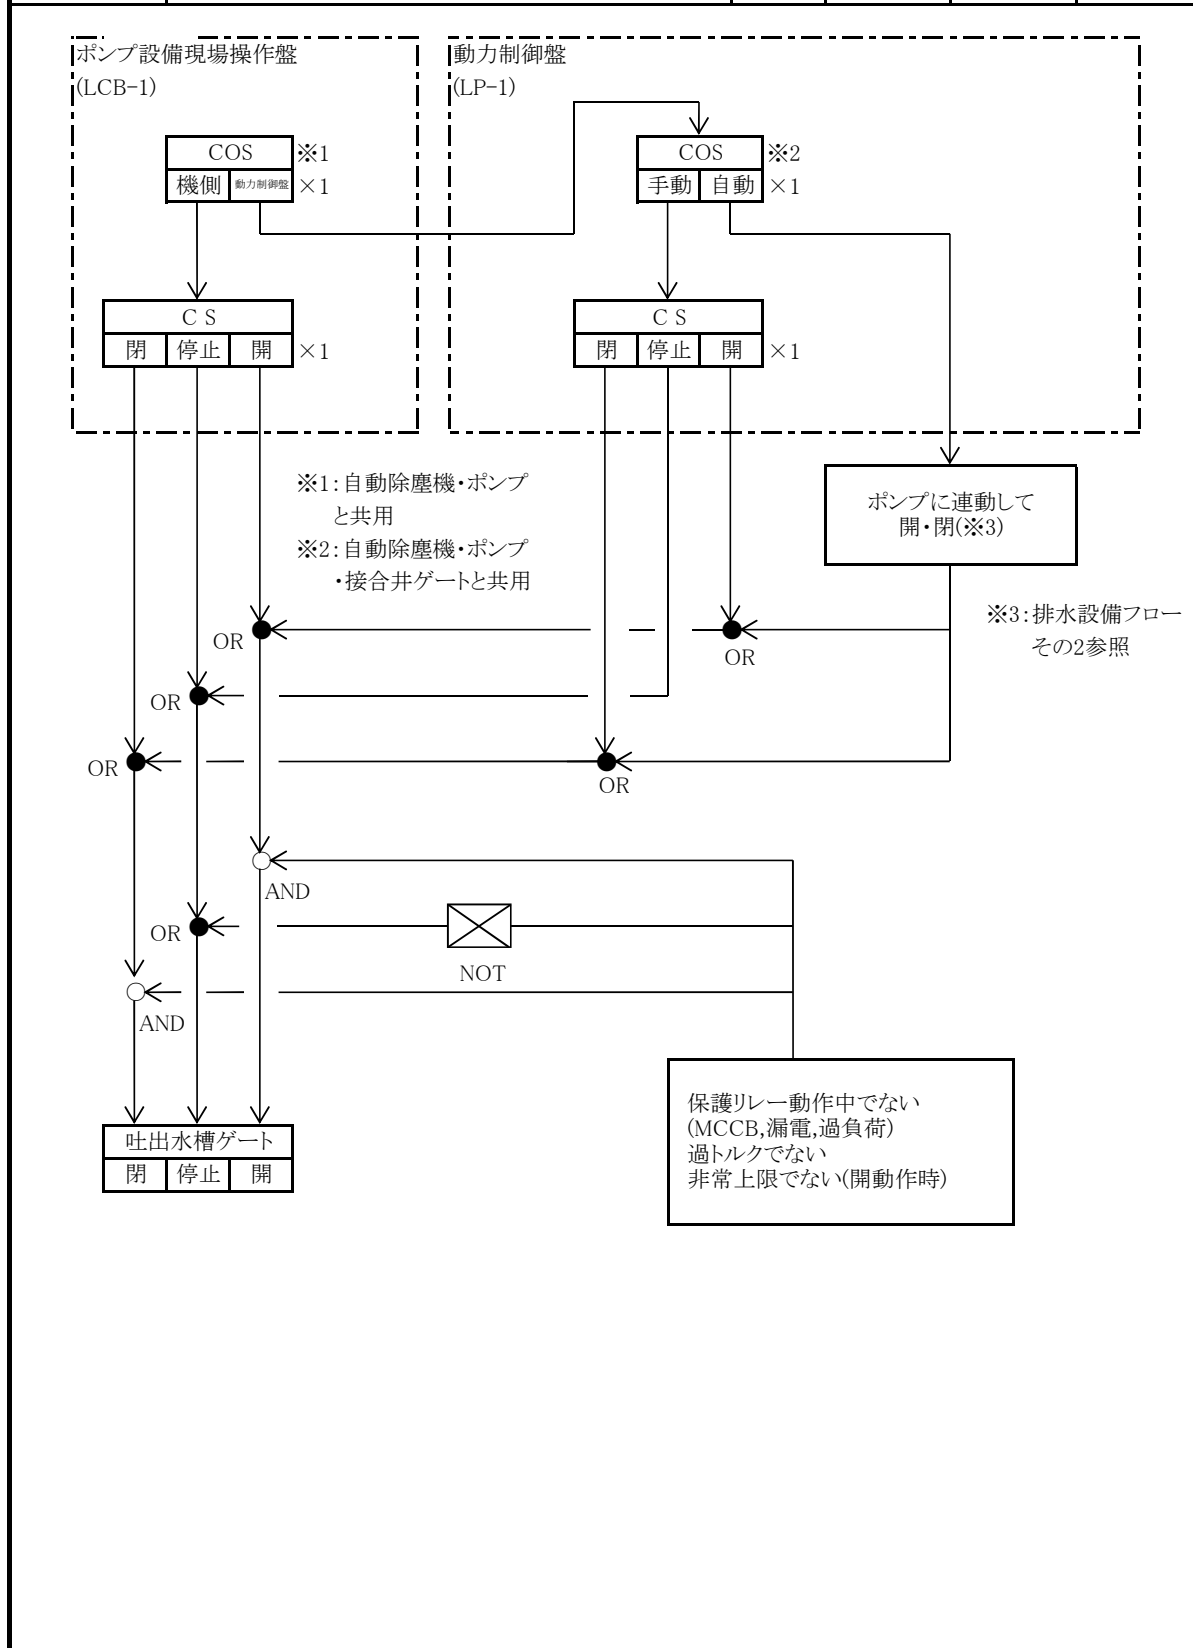 ポンプ設備現場操作盤
(LCB-1)
動力制御盤
(LP-1)
COS ※1
機側 動力制御盤 ×1
COS ※2
手動 自動 ×1
CS
閉 停止 開 ×1
CS
閉 停止 開 ×1
※1:自動除塵機・ポンプ
と共用
※2:自動除塵機・ポンプ
・接合井ゲートと共用
ポンプに連動して
開・閉(※3)
※3:排水設備フロー
その2参照
OR
OR
OR
OR
OR
AND
OR
NOT
AND
保護リレー動作中でない
(MCCB,漏電,過負荷)
過トルクでない
非常上限でない(開動作時)
吐出水槽ゲート
閉 停止 開